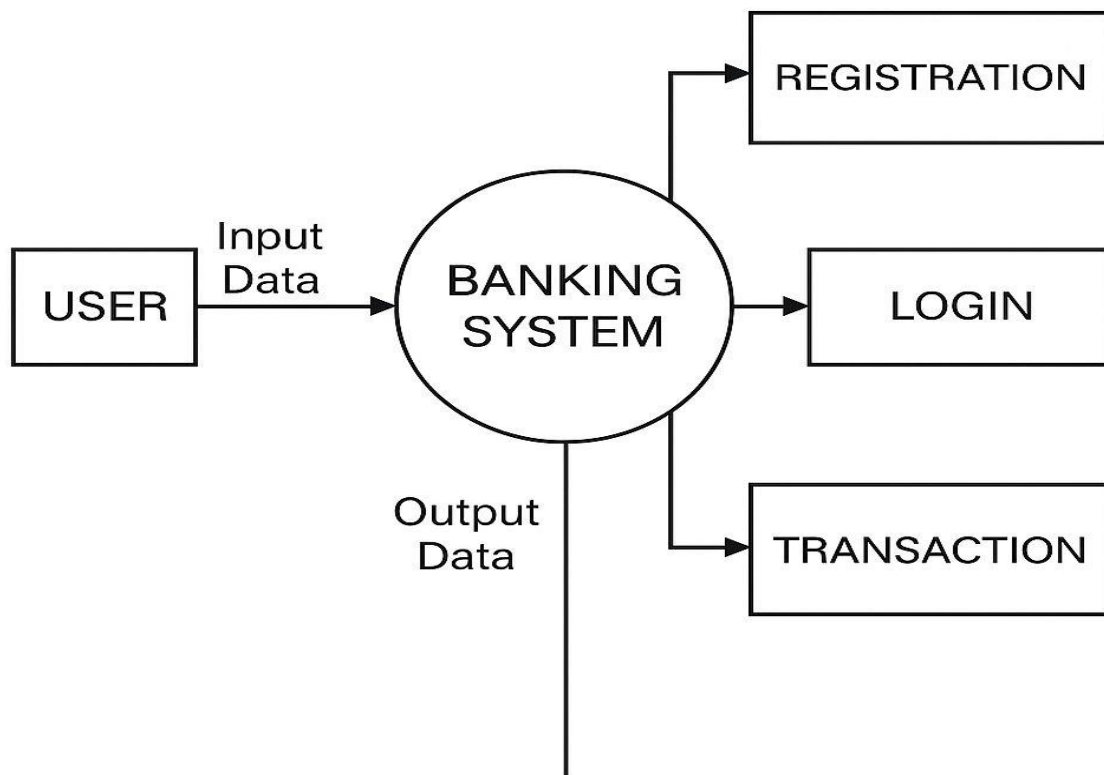 REGISTRATION
Input
Data
USER
BANKING
SYSTEM
LOGIN
Output
Data
TRANSACTION